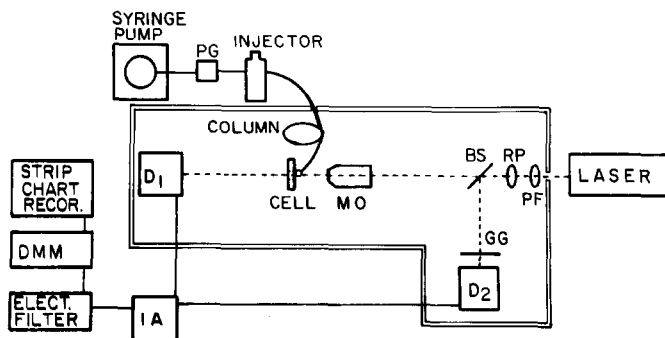 SYRINGE
PUMP
PG
INJECTOR
COLUMN
BS
RP
PF
LASER
D1
CELL
MO
STRIP
CHART
RECOR.
DMM
GG
D2
ELECT.
FILTER
IA